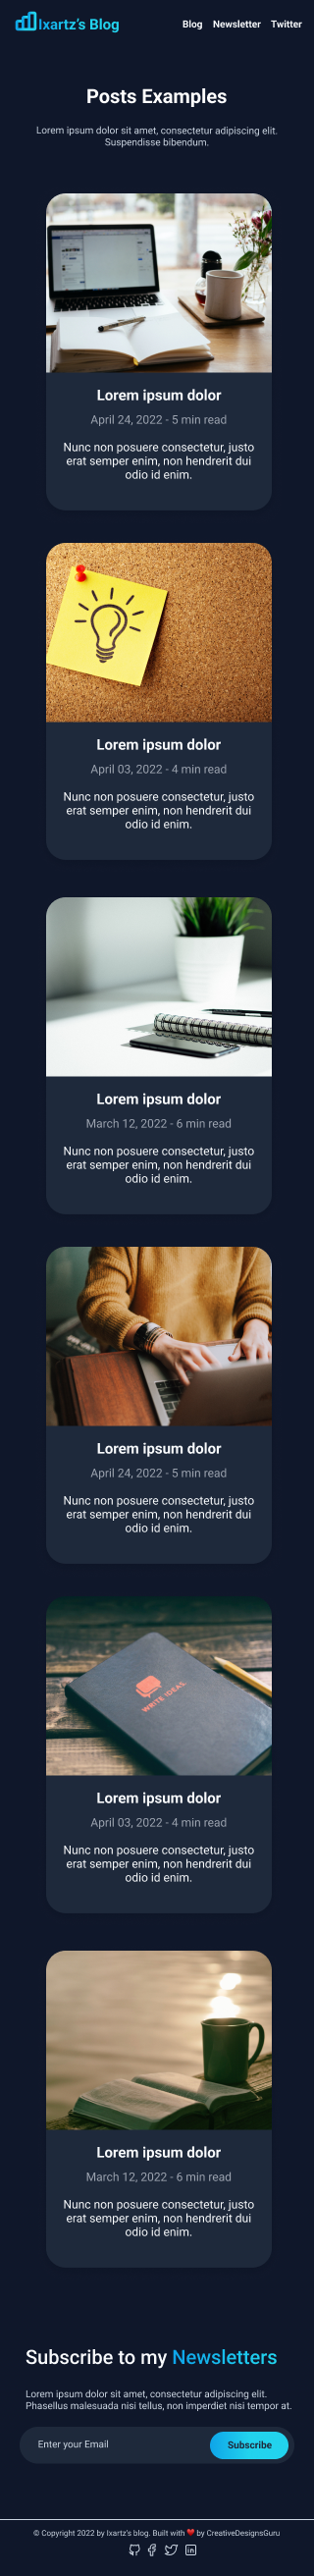 Ixartz's Blog
Blog Newsletter Twitter
Posts Examples
Lorem ipsum dolor sit amet, consectetur adipiscing elit.
Suspendisse bibendum.
Lorem ipsum dolor
April 24, 2022 - 5 min read
Nunc non posuere consectetur, justo
erat semper enim, non hendrerit dui
odio id enim.
Lorem ipsum dolor
April 03, 2022 - 4 min read
Nunc non posuere consectetur, justo
erat semper enim, non hendrerit dui
odio id enim.
Lorem ipsum dolor
March 12, 2022 - 6 min read
Nunc non posuere consectetur, justo
erat semper enim, non hendrerit dui
odio id enim.
Lorem ipsum dolor
April 24, 2022 - 5 min read
Nunc non posuere consectetur, justo
erat semper enim, non hendrerit dui
odio id enim.
WRITE IDEAS.
Lorem ipsum dolor
April 03, 2022 - 4 min read
Nunc non posuere consectetur, justo
erat semper enim, non hendrerit dui
odio id enim.
Lorem ipsum dolor
March 12, 2022 - 6 min read
Nunc non posuere consectetur, justo
erat semper enim, non hendrerit dui
odio id enim.
Subscribe to my Newsletters
Lorem ipsum dolor sit amet, consectetur adipiscing elit.
Phasellus malesuada nisi tellus, non imperdiet nisi tempor at.
Enter your Email
Subscribe
© Copyright 2022 by Ixartz's blog. Built with ❤️ by CreativeDesignsGuru